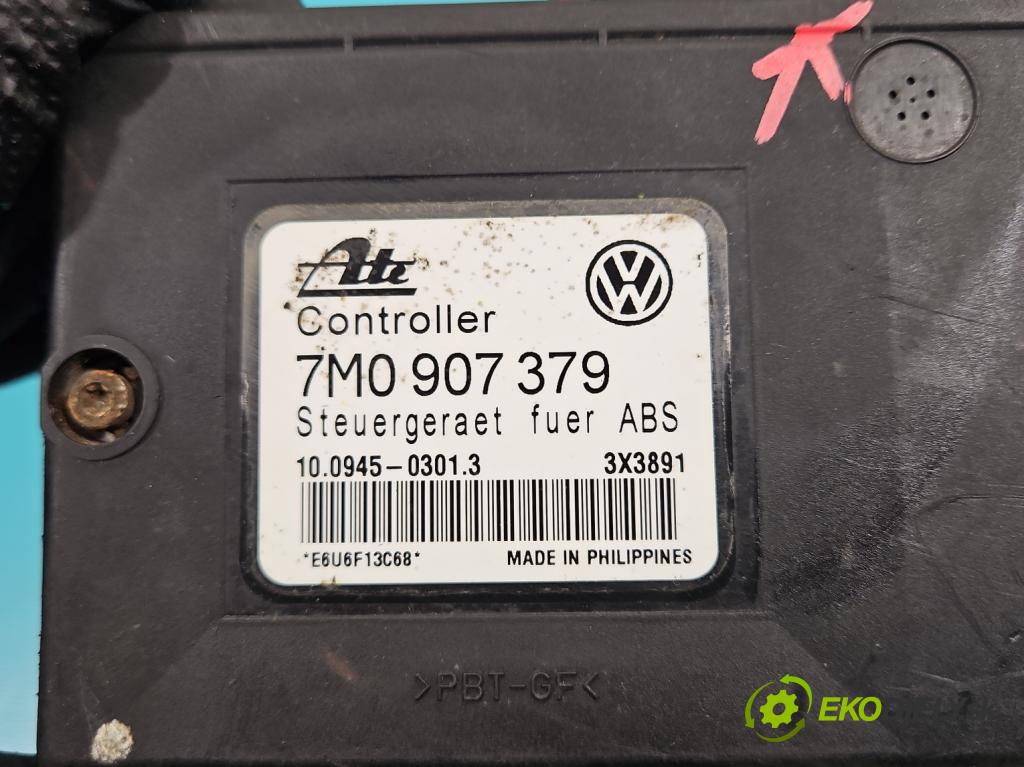 Ate
Controller
7M0 907 379
Steuergeraet fuer ABS
10.0945-0301.3 3X3891
*E6U6F13C68* MADE IN PHILIPPINES
>PBT-GF<
EKO